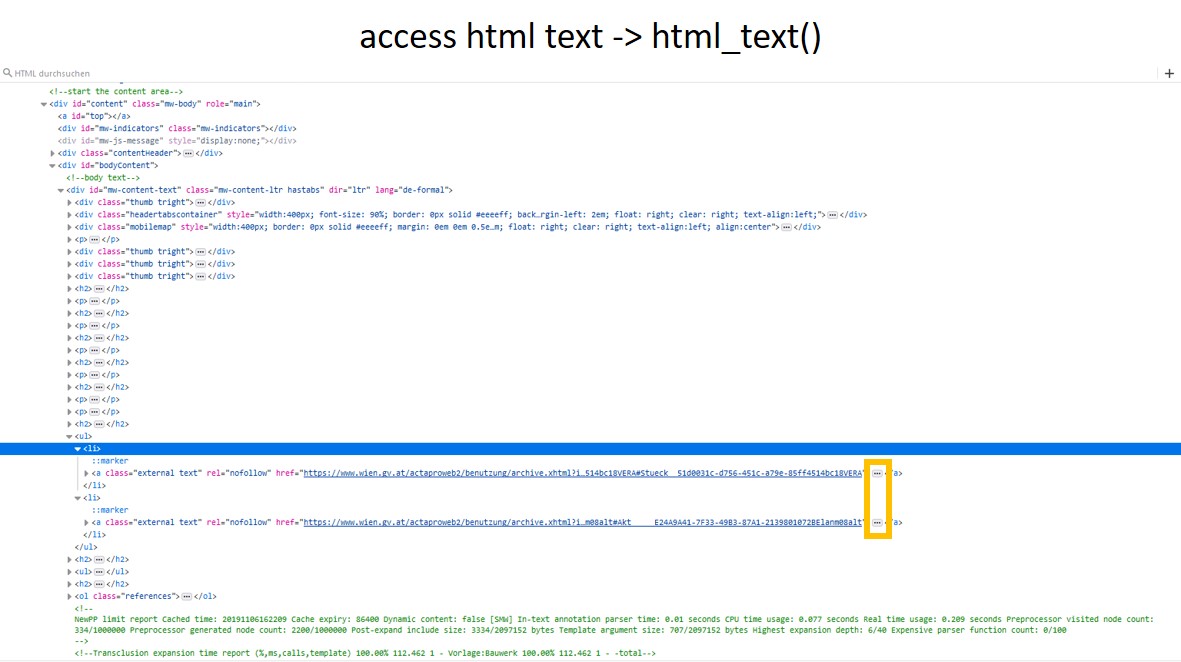 access html text -> html_text()
HTML durchsuchen
+
<!--start the content area-->
<div id="content" class="mw-body" role="main">
<a id="top"></a>
<div id="mw-indicators" class="mw-indicators"></div>
<div id="mw-js-message" style="display:none;"></div>
<div class="contentHeader">…</div>
<div id="bodyContent">
<!--body text-->
<div id="mw-content-text" class="mw-content-ltr hastabs" dir="ltr" lang="de-formal">
<div class="thumb tright">…</div>
<div class="headertabscontainer" style="width:400px; font-size: 90%; border: 0px solid #eeeeff; back…rgin-left: 2em; float: right; clear: right; text-align:left;">…</div>
<div class="mobilemap" style="width:400px; border: 0px solid #eeeeff; margin: 0em 0em 0.5e…m; float: right; clear: right; text-align:left; align:center">…</div>
<p>…</p>
<div class="thumb tright">…</div>
<div class="thumb tright">…</div>
<div class="thumb tright">…</div>
<h2>…</h2>
<p>…</p>
<h2>…</h2>
<p>…</p>
<h2>…</h2>
<p>…</p>
<h2>…</h2>
<p>…</p>
<h2>…</h2>
<p>…</p>
<p>…</p>
<h2>…</h2>
<ul>
<li>
::marker
<a class="external text" rel="nofollow" href="https://www.wien.gv.at/actaproweb2/benutzung/archive.xhtml?i…514bc18VERA#Stueck__51d0031c-d756-451c-a79e-85ff4514bc18VERA" … a>
</li>
<li>
::marker
<a class="external text" rel="nofollow" href="https://www.wien.gv.at/actaproweb2/benutzung/archive.xhtml?i…m08alt#Akt_____E24A9A41-7F33-49B3-87A1-2139801072BElanm08alt" … a>
</li>
</ul>
<h2>…</h2>
<ul>…</ul>
<h2>…</h2>
<ol class="references">…</ol>
<!--
NewPP limit report Cached time: 20191106162209 Cache expiry: 86400 Dynamic content: false [SMW] In-text annotation parser time: 0.01 seconds CPU time usage: 0.077 seconds Real time usage: 0.209 seconds Preprocessor visited node count:
334/1000000 Preprocessor generated node count: 2200/1000000 Post-expand include size: 3334/2097152 bytes Template argument size: 707/2097152 bytes Highest expansion depth: 6/40 Expensive parser function count: 0/100
-->
<!--Transclusion expansion time report (%,ms,calls,template) 100.00% 112.462 1 - Vorlage:Bauwerk 100.00% 112.462 1 - -total-->